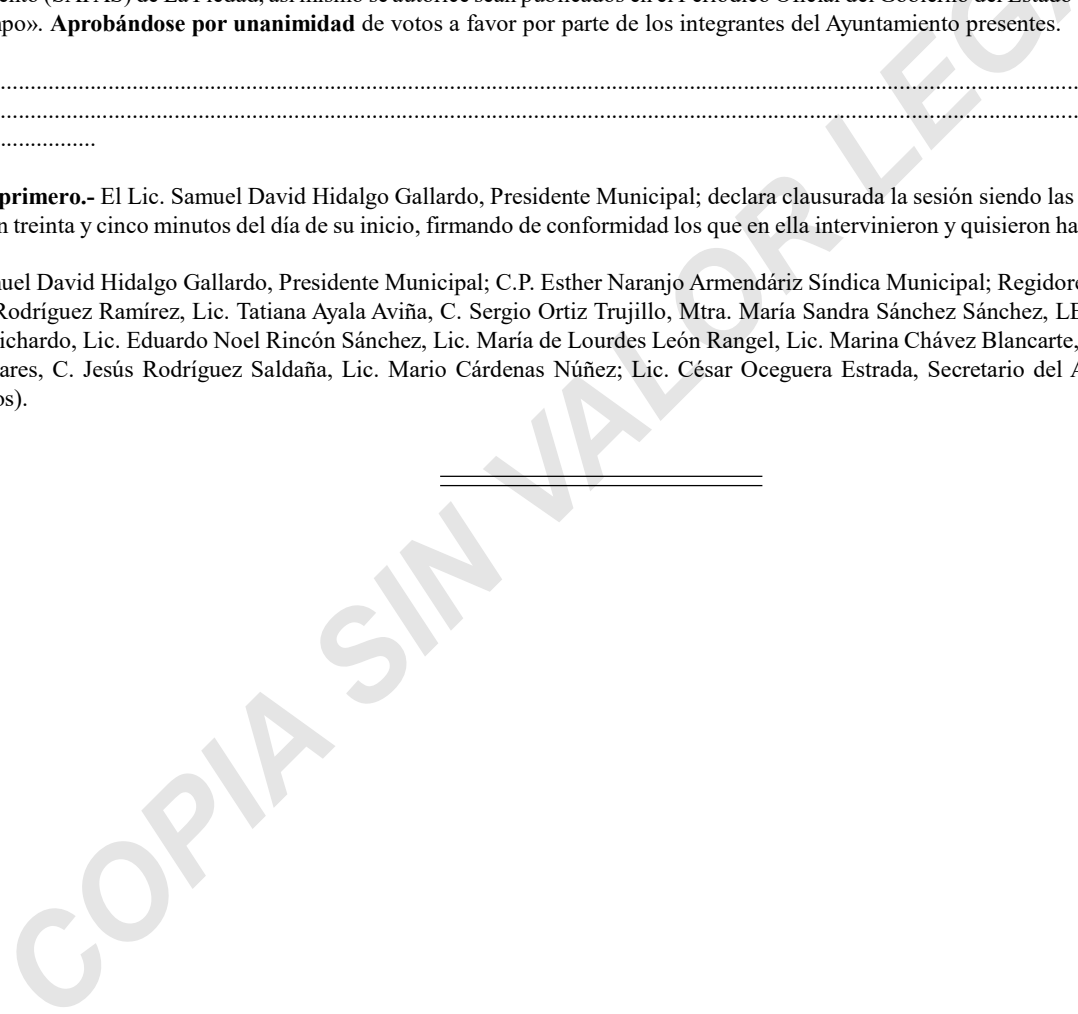 (SAPAS) de La Piedad, así mismo se autorice sean publicados en el Periódico Oficial del Gobierno del Estado
npo». Aprobándose por unanimidad de votos a favor por parte de los integrantes del Ayuntamiento presentes.
primero.- El Lic. Samuel David Hidalgo Gallardo, Presidente Municipal; declara clausurada la sesión siendo las
n treinta y cinco minutos del día de su inicio, firmando de conformidad los que en ella intervinieron y quisieron ha
uel David Hidalgo Gallardo, Presidente Municipal; C.P. Esther Naranjo Armendáriz Síndica Municipal; Regidor
Rodríguez Ramírez, Lic. Tatiana Ayala Aviña, C. Sergio Ortiz Trujillo, Mtra. María Sandra Sánchez Sánchez, LE
ichardo, Lic. Eduardo Noel Rincón Sánchez, Lic. María de Lourdes León Rangel, Lic. Marina Chávez Blancarte,
ares, C. Jesús Rodríguez Saldaña, Lic. Mario Cárdenas Núñez; Lic. César Oceguera Estrada, Secretario del A
os).
COPIA SIN VALOR LEGA